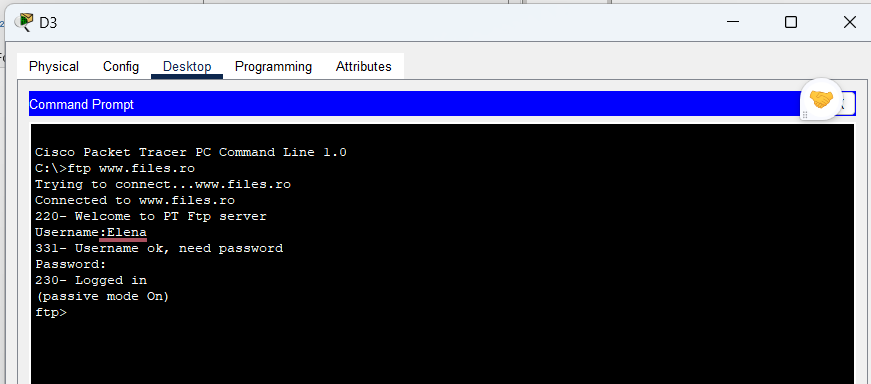 D3
Physical Config Desktop Programming Attributes
Command Prompt
Cisco Packet Tracer PC Command Line 1.0
C:\>ftp www.files.ro
Trying to connect...www.files.ro
Connected to www.files.ro
220- Welcome to PT Ftp server
Username:Elena
331- Username ok, need password
Password:
230- Logged in
(passive mode On)
ftp>